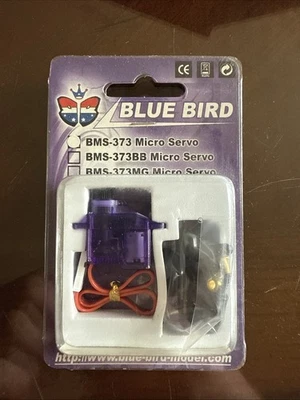 BLUE BIRD
BMS-373 Micro Servo
BMS-373BB Micro Servo
BMS-373MG Micro Servo
http://www.blue-bird-model.com